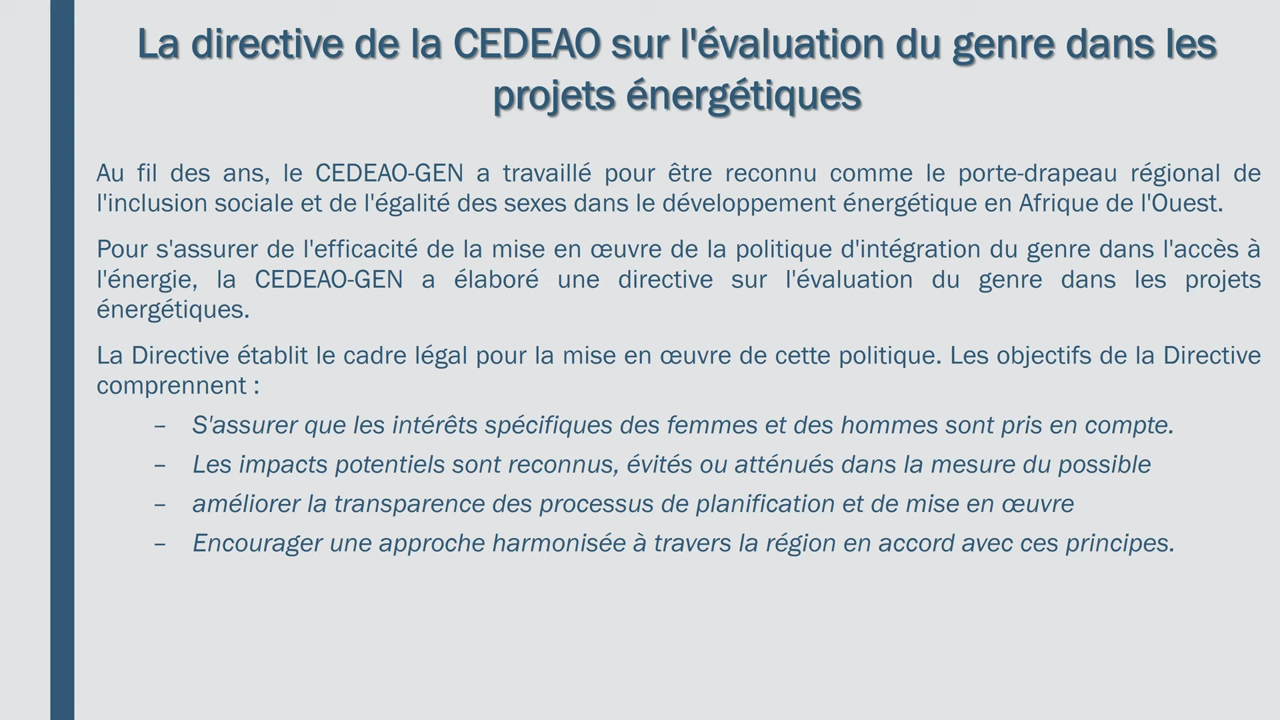 La directive de la CEDEAO sur l'évaluation du genre dans les
projets énergétiques
Au fil des ans, le CEDEAO-GEN a travaillé pour être reconnu comme le porte-drapeau régional de
l'inclusion sociale et de l'égalité des sexes dans le développement énergétique en Afrique de l'Ouest.
Pour s'assurer de l'efficacité de la mise en œuvre de la politique d'intégration du genre dans l'accès à
l'énergie, la CEDEAO-GEN a élaboré une directive sur l'évaluation du genre dans les projets
énergétiques.
La Directive établit le cadre légal pour la mise en œuvre de cette politique. Les objectifs de la Directive
comprennent :
– S'assurer que les intérêts spécifiques des femmes et des hommes sont pris en compte.
– Les impacts potentiels sont reconnus, évités ou atténués dans la mesure du possible
– améliorer la transparence des processus de planification et de mise en œuvre
– Encourager une approche harmonisée à travers la région en accord avec ces principes.